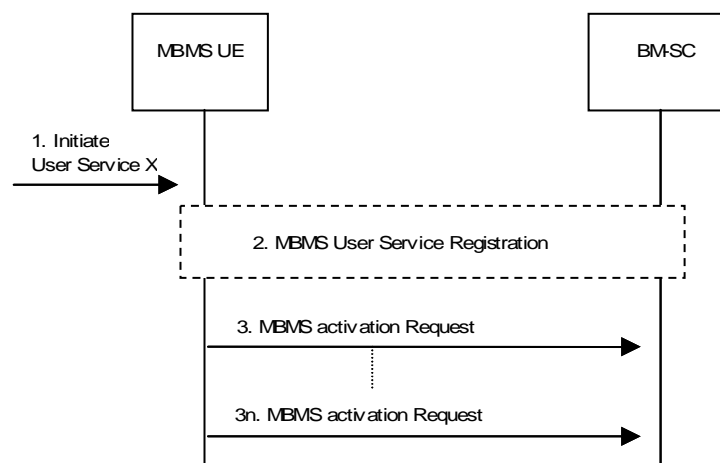 MBMS UE
BM-SC
1. Initiate
User Service X
2. MBMS User Service Registration
3. MBMS activation Request
3n. MBMS activation Request